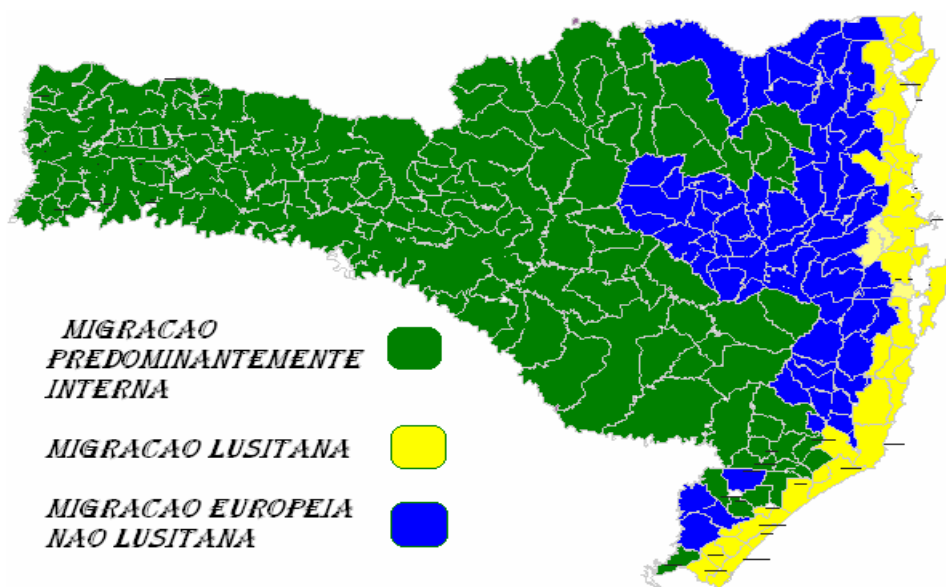 MIGRACAO
PREDOMINANTEMENTE
INTERNA
MIGRACAO LUSITANA
MIGRACAO EUROPEIA
NAO LUSITANA